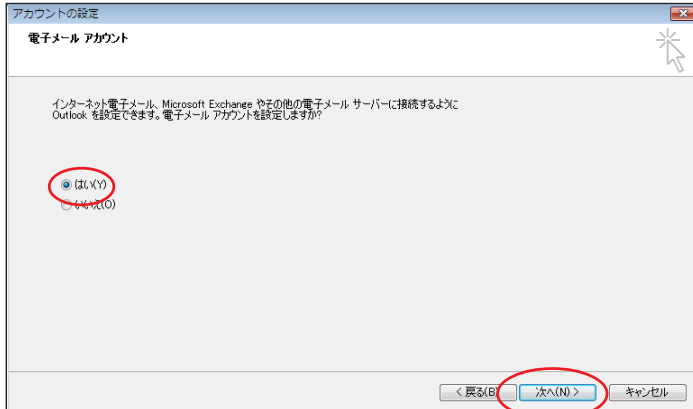 アカウントの設定
電子メール アカウント
インターネット電子メール、Microsoft Exchange やその他の電子メール サーバーに接続するように
Outlook を設定できます。電子メール アカウントを設定しますか?
はい(Y)
いいえ(O)
< 戻る(B)
次へ(N) >
キャンセル